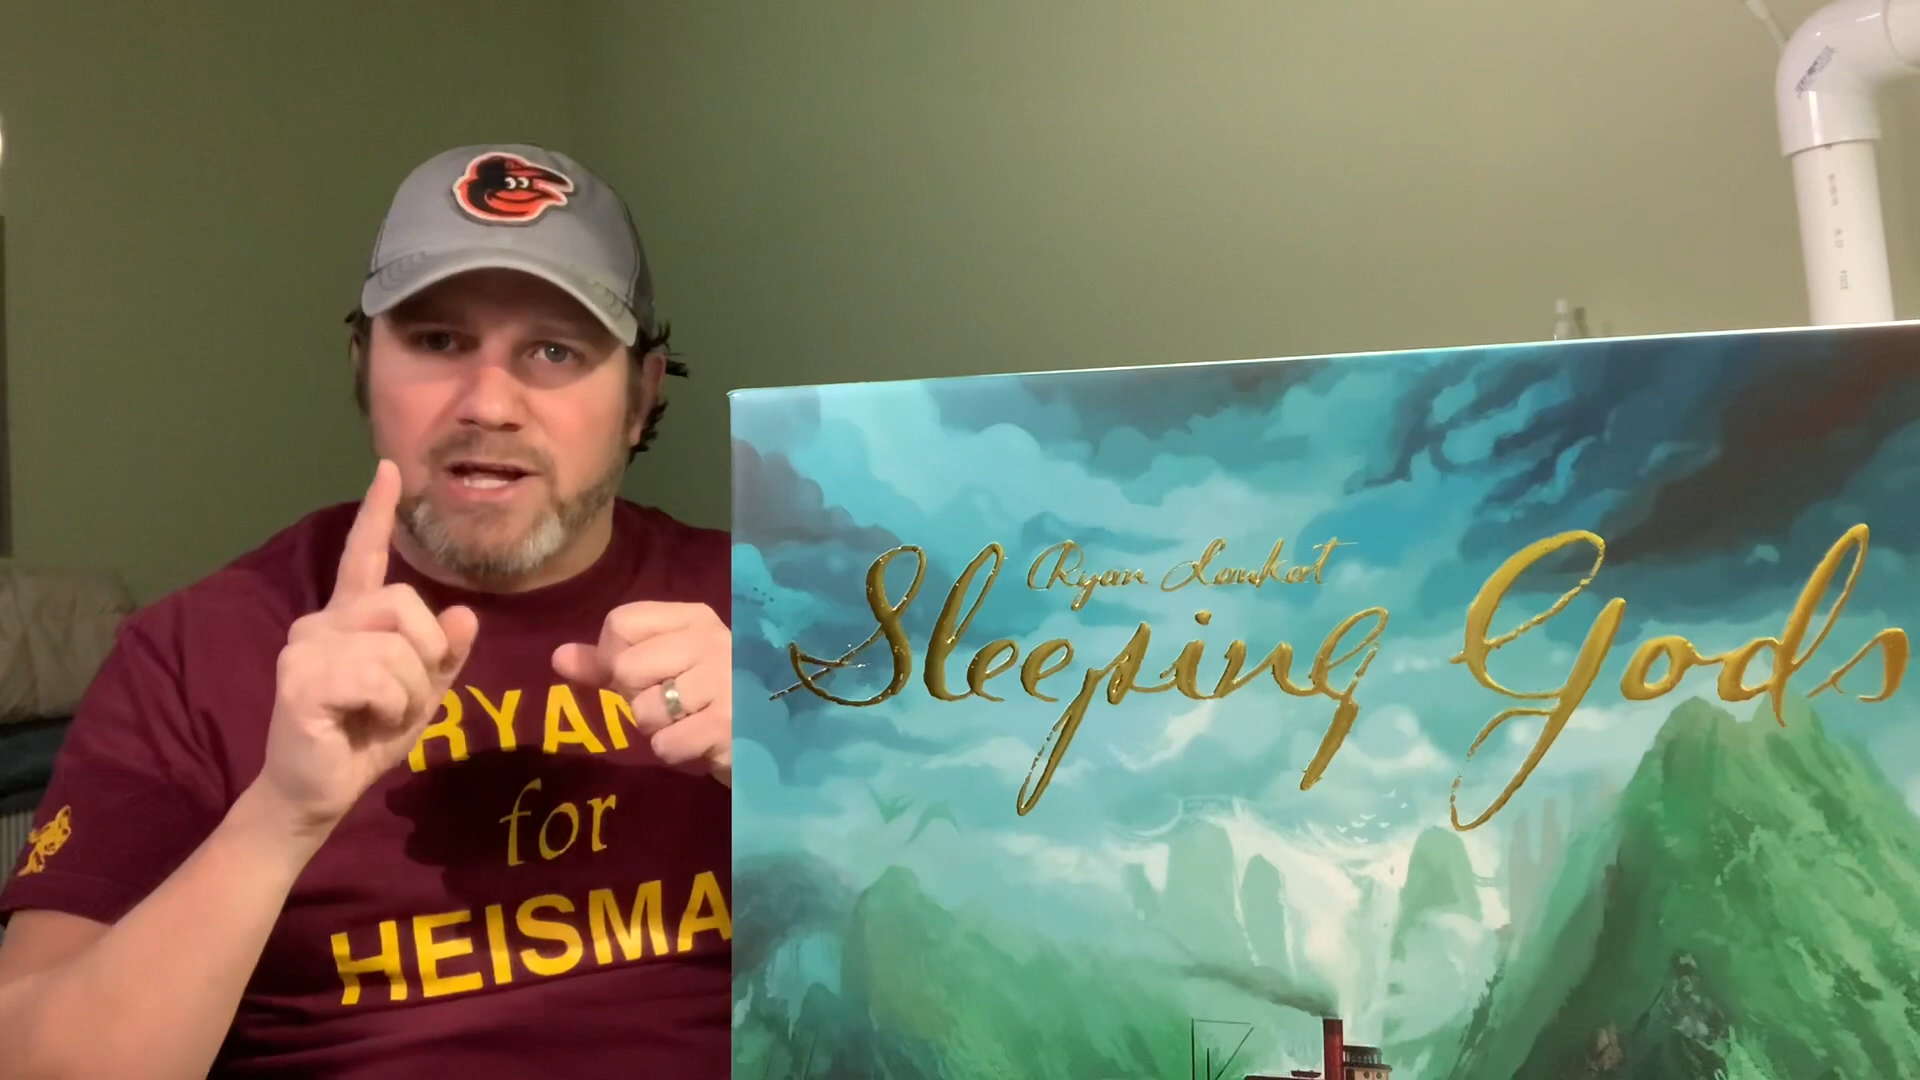 RYAN
for
HEISMA
Ryan Laukat
Sleeping Gods